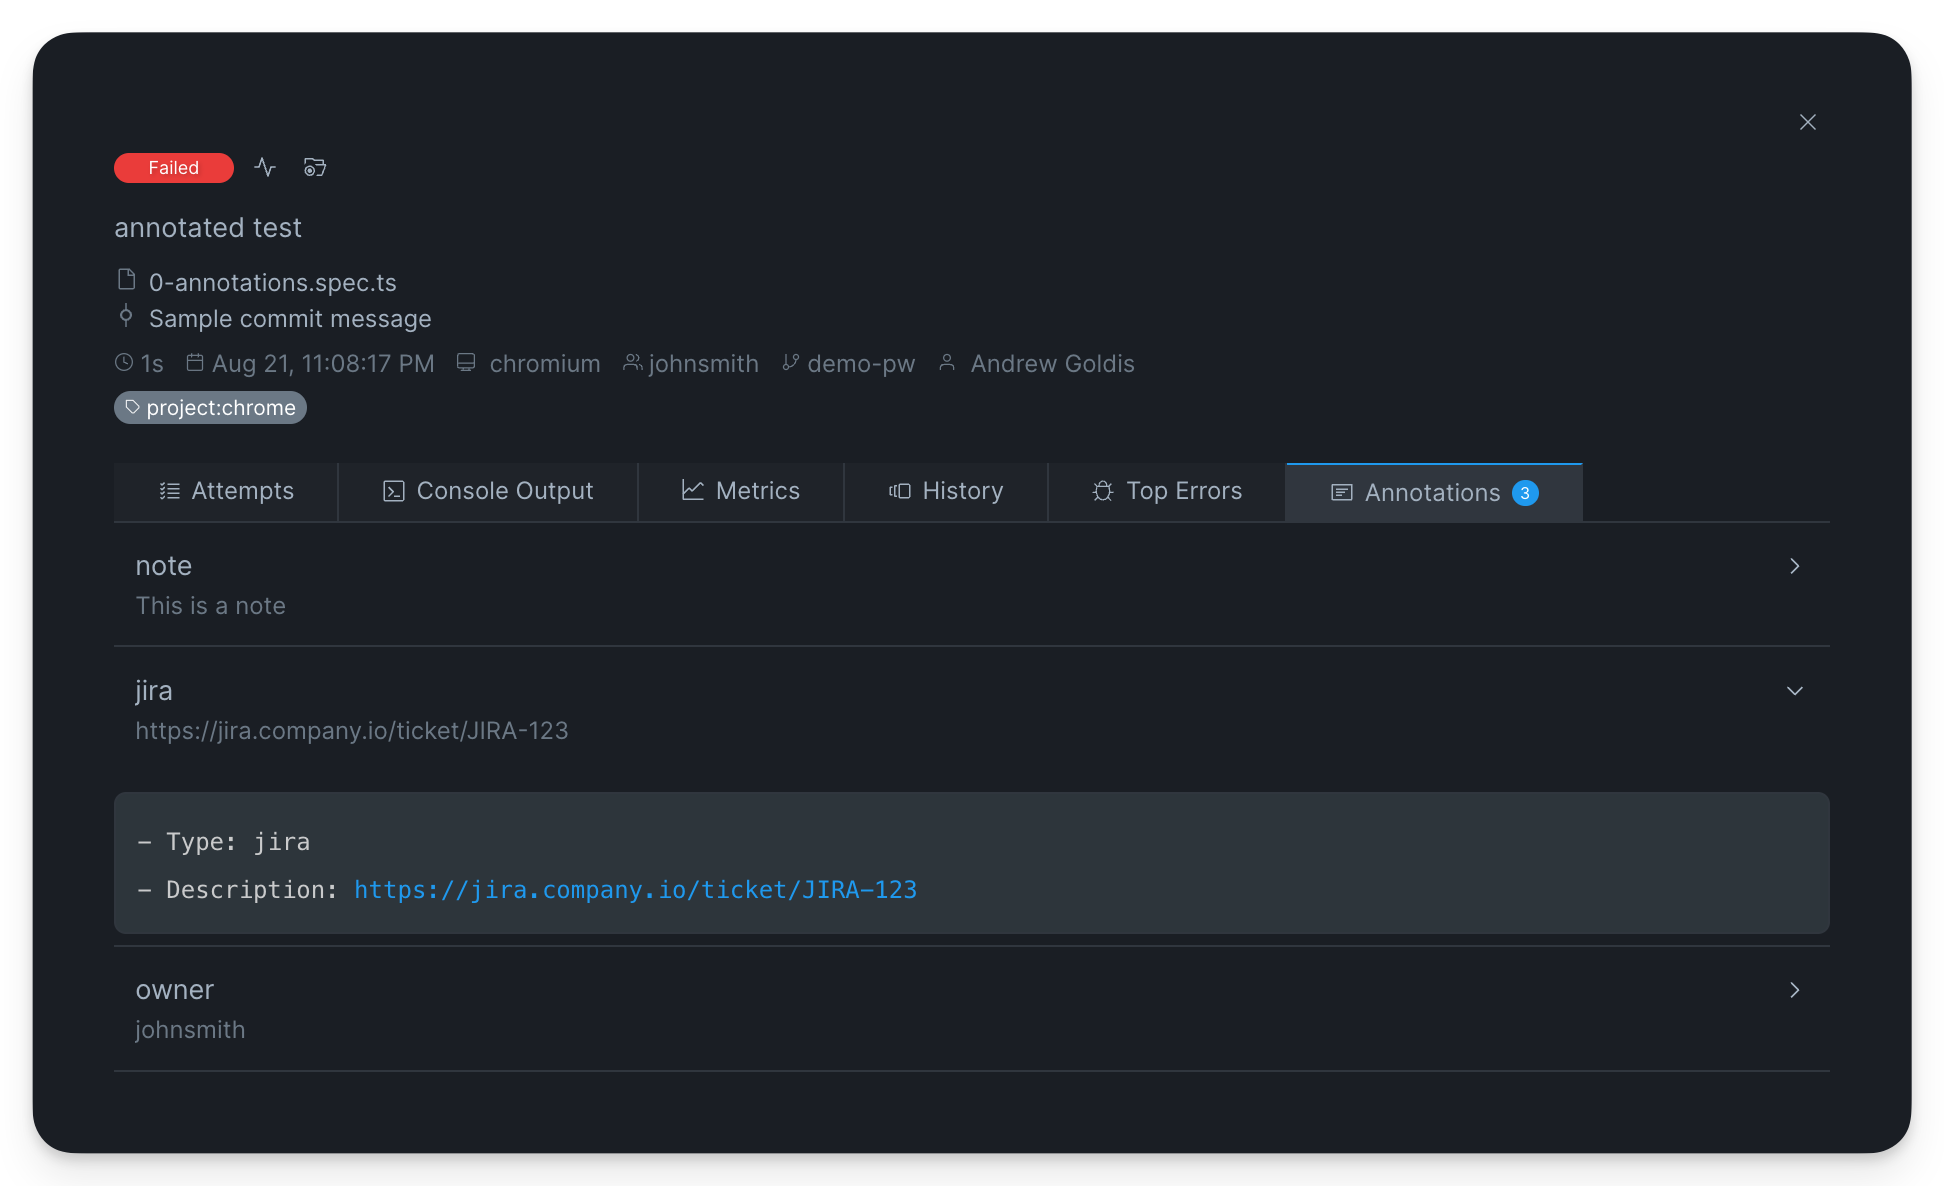 Failed
annotated test
0-annotations.spec.ts
Sample commit message
1s Aug 21, 11:08:17 PM chromium johnsmith demo-pw Andrew Goldis
project:chrome
Attempts Console Output Metrics History Top Errors Annotations 3
note
This is a note
jira
https://jira.company.io/ticket/JIRA-123
- Type: jira
- Description: https://jira.company.io/ticket/JIRA-123
owner
johnsmith